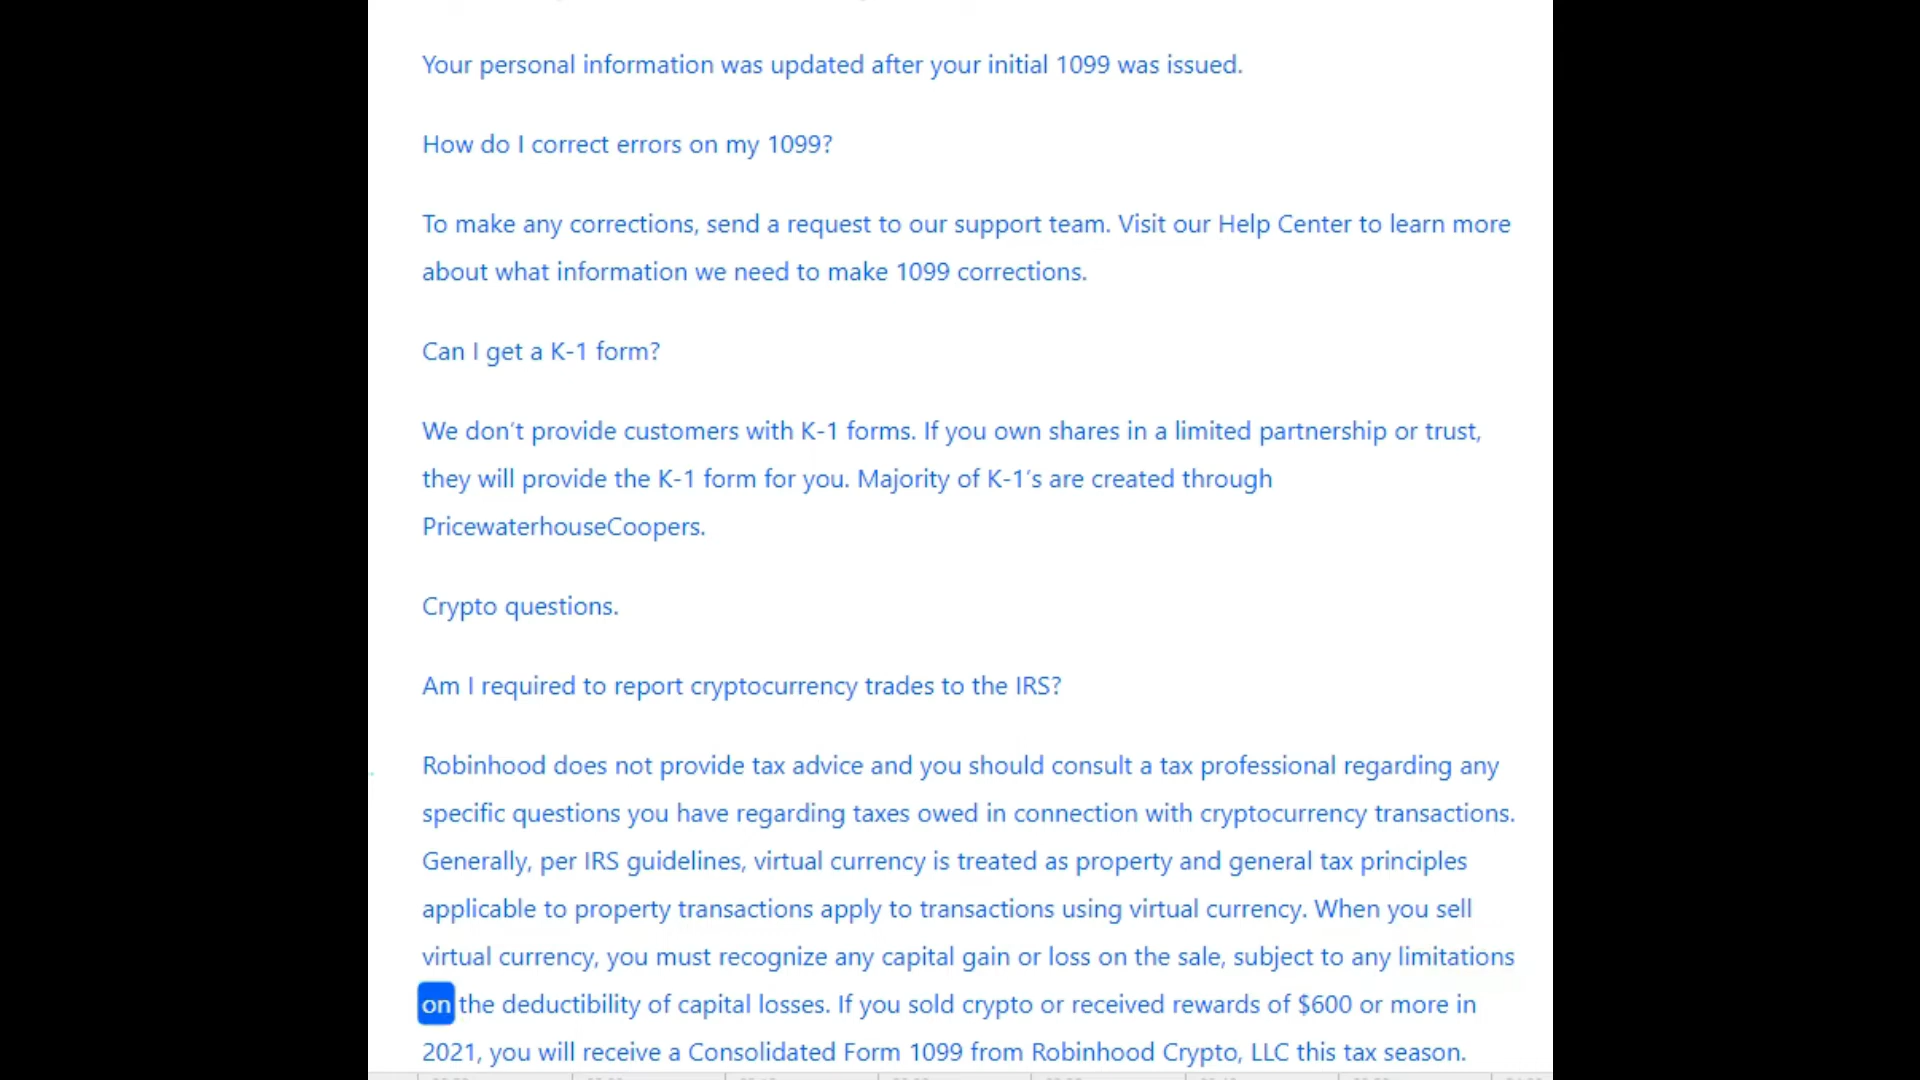 Your personal information was updated after your initial 1099 was issued.
How do I correct errors on my 1099?
To make any corrections, send a request to our support team. Visit our Help Center to learn more
about what information we need to make 1099 corrections.
Can I get a K-1 form?
We don't provide customers with K-1 forms. If you own shares in a limited partnership or trust,
they will provide the K-1 form for you. Majority of K-1's are created through
PricewaterhouseCoopers.
Crypto questions.
Am I required to report cryptocurrency trades to the IRS?
Robinhood does not provide tax advice and you should consult a tax professional regarding any
specific questions you have regarding taxes owed in connection with cryptocurrency transactions.
Generally, per IRS guidelines, virtual currency is treated as property and general tax principles
applicable to property transactions apply to transactions using virtual currency. When you sell
virtual currency, you must recognize any capital gain or loss on the sale, subject to any limitations
on the deductibility of capital losses. If you sold crypto or received rewards of $600 or more in
2021, you will receive a Consolidated Form 1099 from Robinhood Crypto, LLC this tax season.